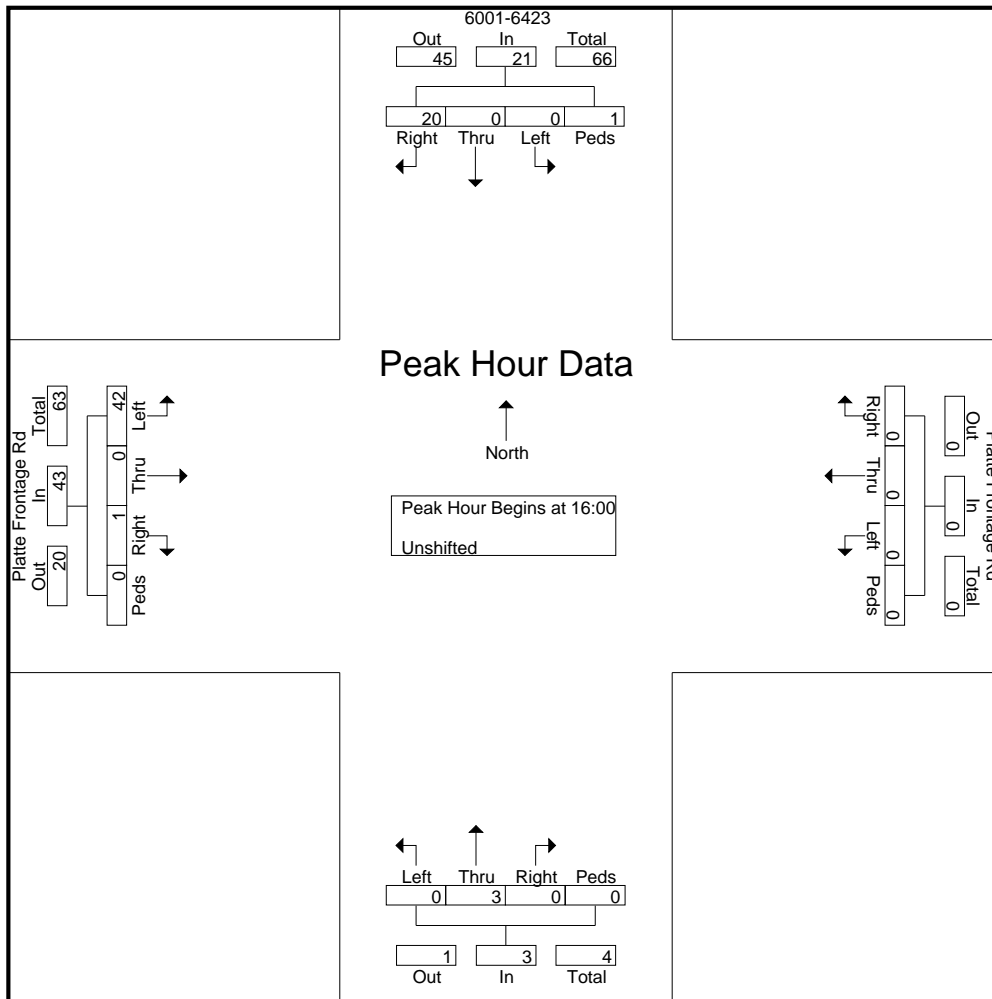 6001-6423
Out In Total
45 21 66
20 0 0 1
Right Thru Left Peds
Peak Hour Data
North
Peak Hour Begins at 16:00
Unshifted
Platte Frontage Rd
Out In Total
20 43 63
42 0 1 0
Left Thru Right Peds
Right Thru Left Peds
0 0 0 0
Out In Total
0 0 0
Platte Frontage Rd
Left Thru Right Peds
0 3 0 0
1 3 4
Out In Total